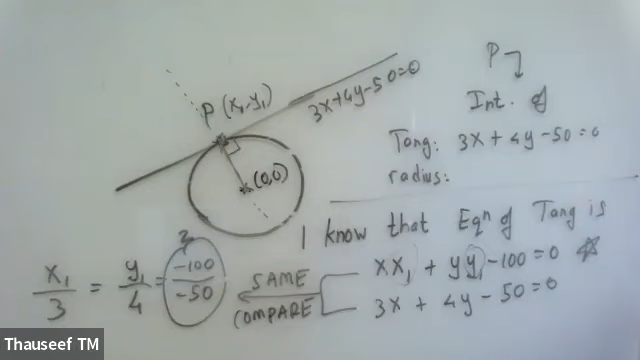 P (x₁, y₁)
3x+4y-50=0
(0,0)
P
Int. of
Tang: 3x + 4y - 50 = 0
radius:
I know that Eqⁿ of Tang is
xx₁ + yy₁ - 100 = 0
3x + 4y - 50 = 0
SAME
COMPARE
x₁/3 = y₁/4 = -100/-50
2
Thauseef TM